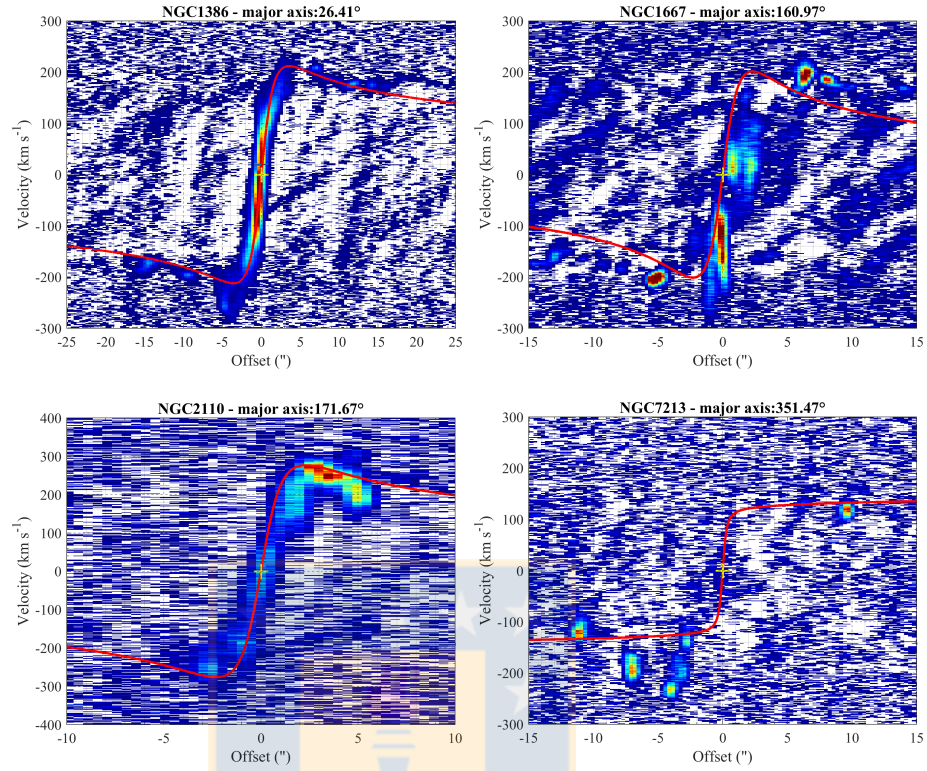 NGC1386 - major axis:26.41°
NGC1667 - major axis:160.97°
300
200
100
0
-100
-200
-300
Velocity (km s⁻¹)
-25 -20 -15 -10 -5 0 5 10 15 20 25
Offset (")
300
200
100
0
-100
-200
-300
Velocity (km s⁻¹)
-15 -10 -5 0 5 10 15
Offset (")
NGC2110 - major axis:171.67°
NGC7213 - major axis:351.47°
400
300
200
100
0
-100
-200
-300
-400
Velocity (km s⁻¹)
-10 -5 0 5 10
Offset (")
300
200
100
0
-100
-200
-300
Velocity (km s⁻¹)
-15 -10 -5 0 5 10 15
Offset (")